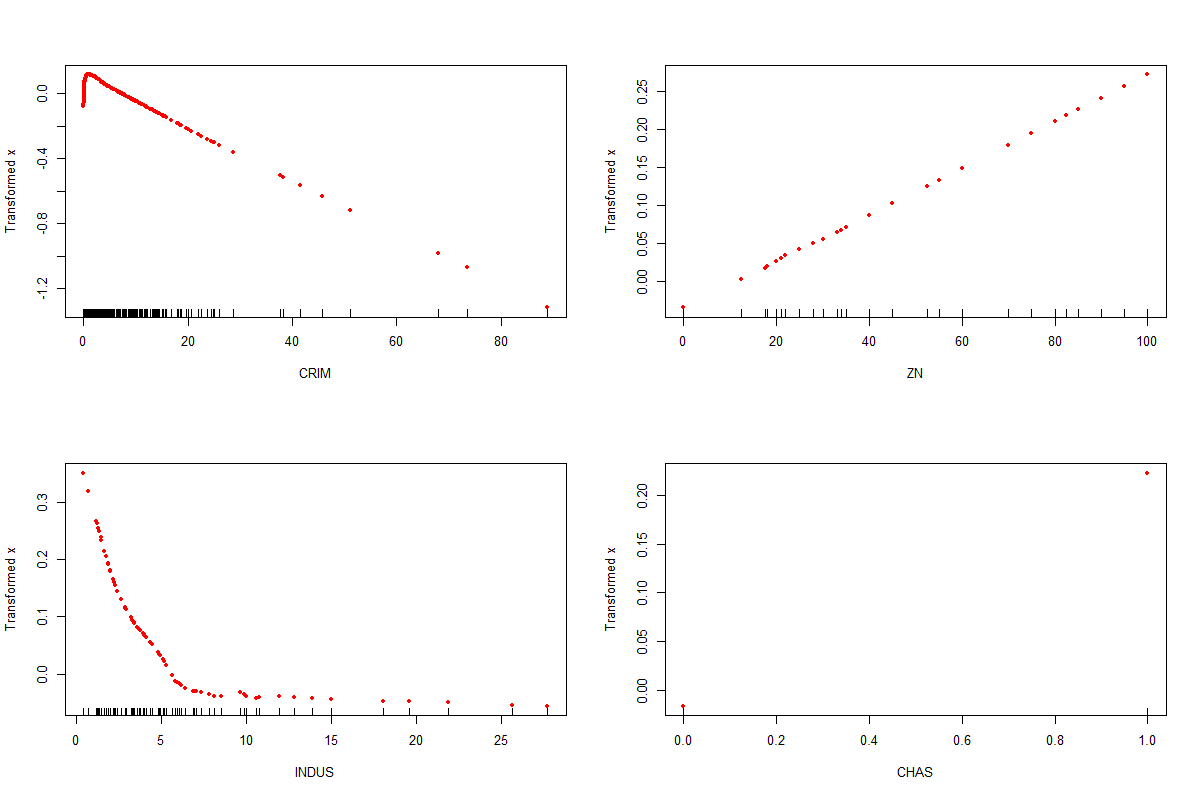 Transformed x
0.0
-0.4
-0.8
-1.2
0 20 40 60 80
CRIM
Transformed x
0.25
0.20
0.15
0.10
0.05
0.00
0 20 40 60 80 100
ZN
Transformed x
0.3
0.2
0.1
0.0
0 5 10 15 20 25
INDUS
Transformed x
0.20
0.15
0.10
0.05
0.00
0.0 0.2 0.4 0.6 0.8 1.0
CHAS